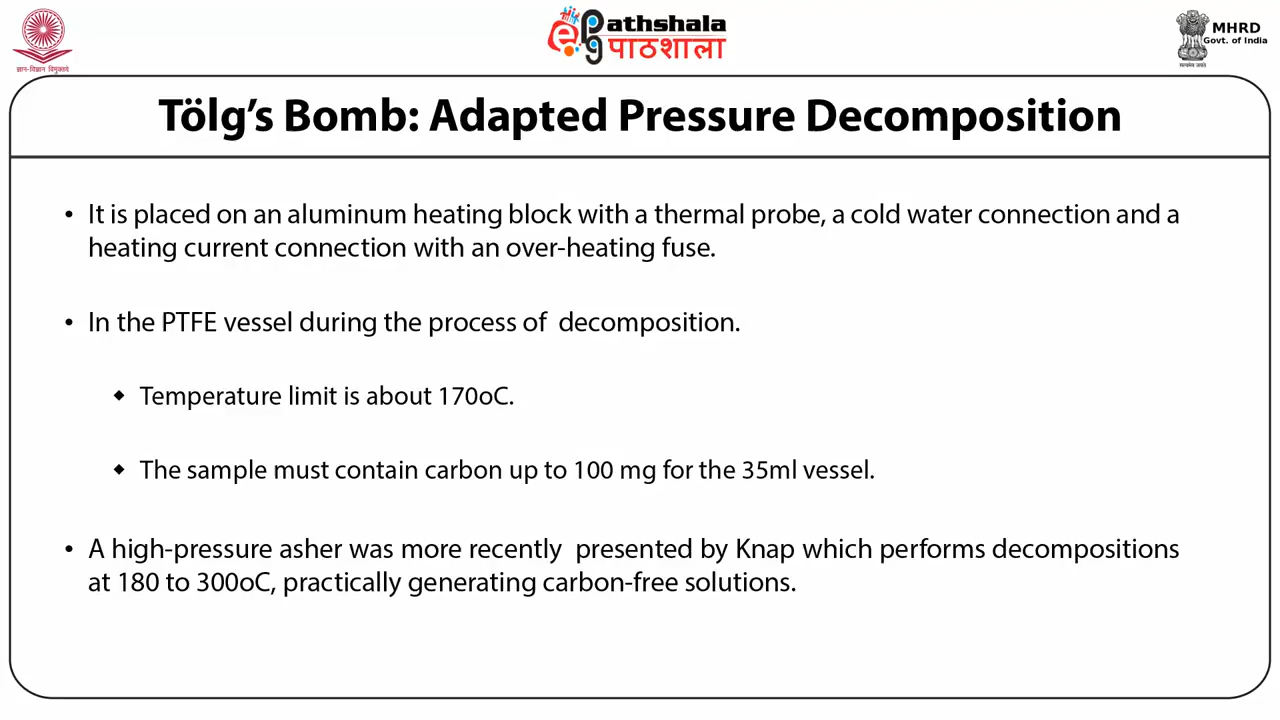 ज्ञान-विज्ञान विमुक्तये
ePathshala
पाठशाला
MHRD
Govt. of India
सत्यमेव जयते
Tölg’s Bomb: Adapted Pressure Decomposition
• It is placed on an aluminum heating block with a thermal probe, a cold water connection and a
heating current connection with an over-heating fuse.
• In the PTFE vessel during the process of decomposition.
◆ Temperature limit is about 170oC.
◆ The sample must contain carbon up to 100 mg for the 35ml vessel.
• A high-pressure asher was more recently presented by Knap which performs decompositions
at 180 to 300oC, practically generating carbon-free solutions.